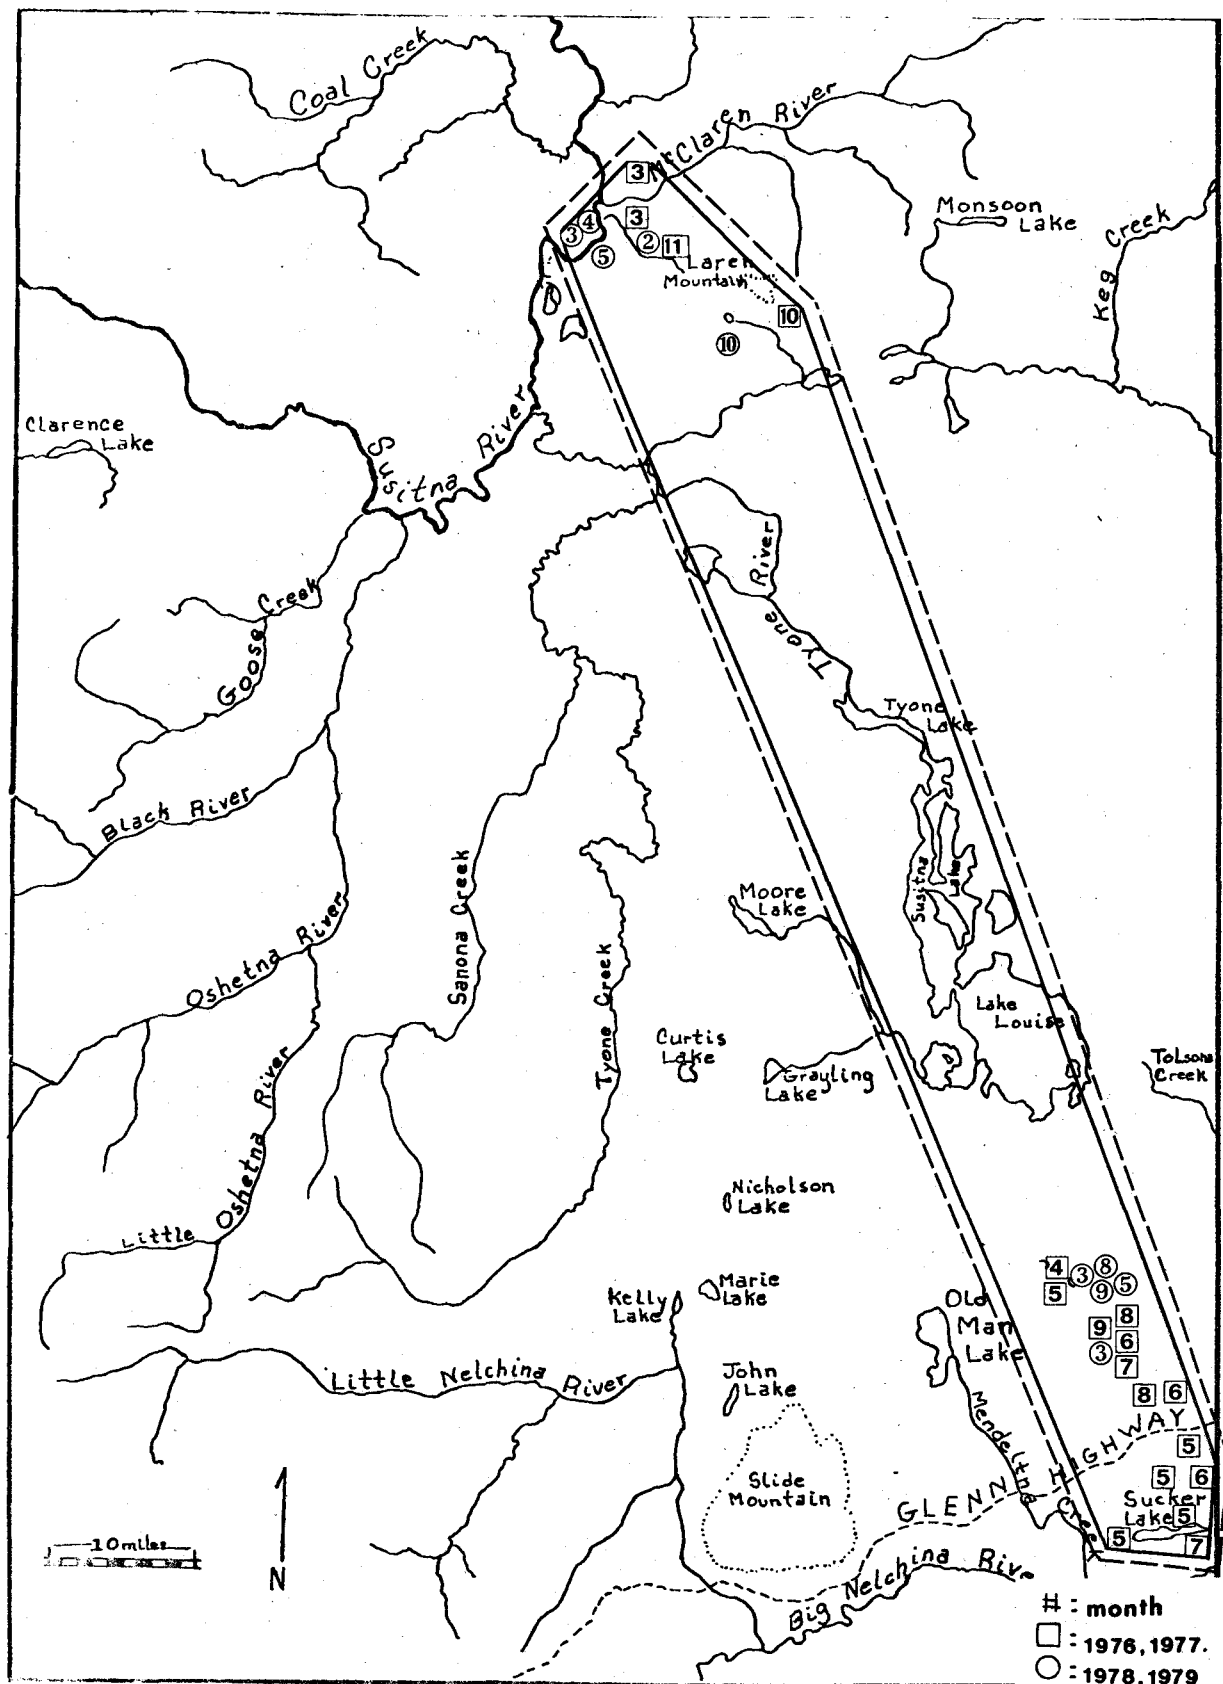 Coal Creek
McClaren River
3
Monsoon
Lake
Keg Creek
3
4
3
2
11
5
Laren
Mountain
10
10
Clarence
Lake
Susitna River
Tyone River
Goose Creek
Tyone
Lake
Black River
Susitna
Lake
Moore
Lake
Sanona Creek
Oshetna River
Tyone Creek
Lake
Louise
Curtis
Lake
Grayling
Lake
Tolsona
Creek
Little Oshetna River
Nicholson
Lake
4
3
8
5
9
5
Marie
Lake
Kelly
Lake
Old
Man
Lake
8
9
6
3
7
John
Lake
Little Nelchina River
8
6
Mendeltna Cree
GLENN HIGHWAY
5
5
6
Slide
Mountain
Sucker
Lake
5
5
7
10 miles
N
Big Nelchina Rive
# : month
: 1976, 1977.
: 1978, 1979